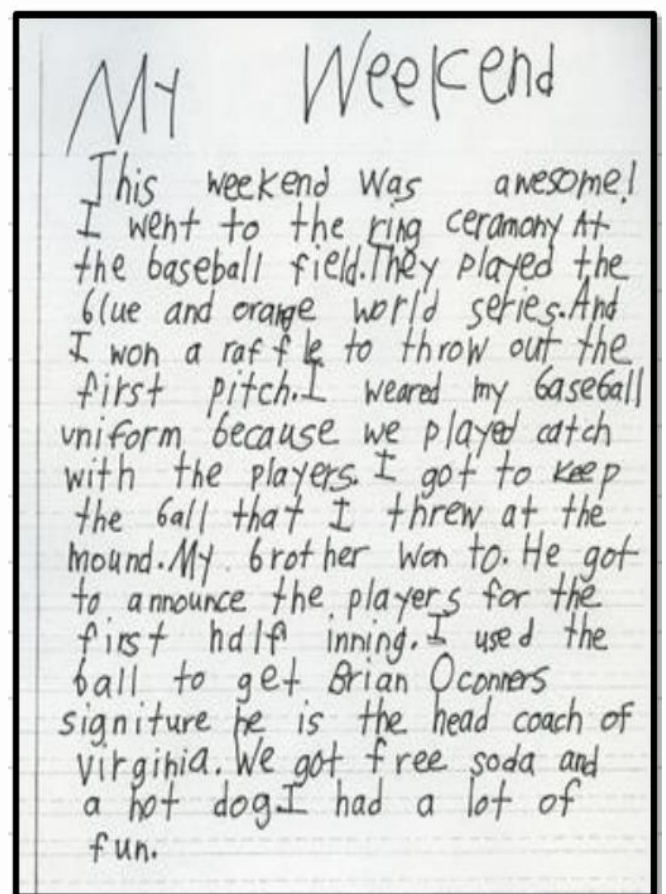 My Weekend
This weekend was awesome!
I went to the ring ceramony At
the baseball field.They played the
blue and orange world series.And
I won a raffle to throw out the
first pitch.I weared my baseball
uniform because we played catch
with the players. I got to keep
the ball that I threw at the
mound.My brother won to. He got
to announce the players for the
first half inning. I used the
ball to get Brian Oconners
signiture he is the head coach of
virginia. We got free soda and
a hot dog.I had a lot of
fun.